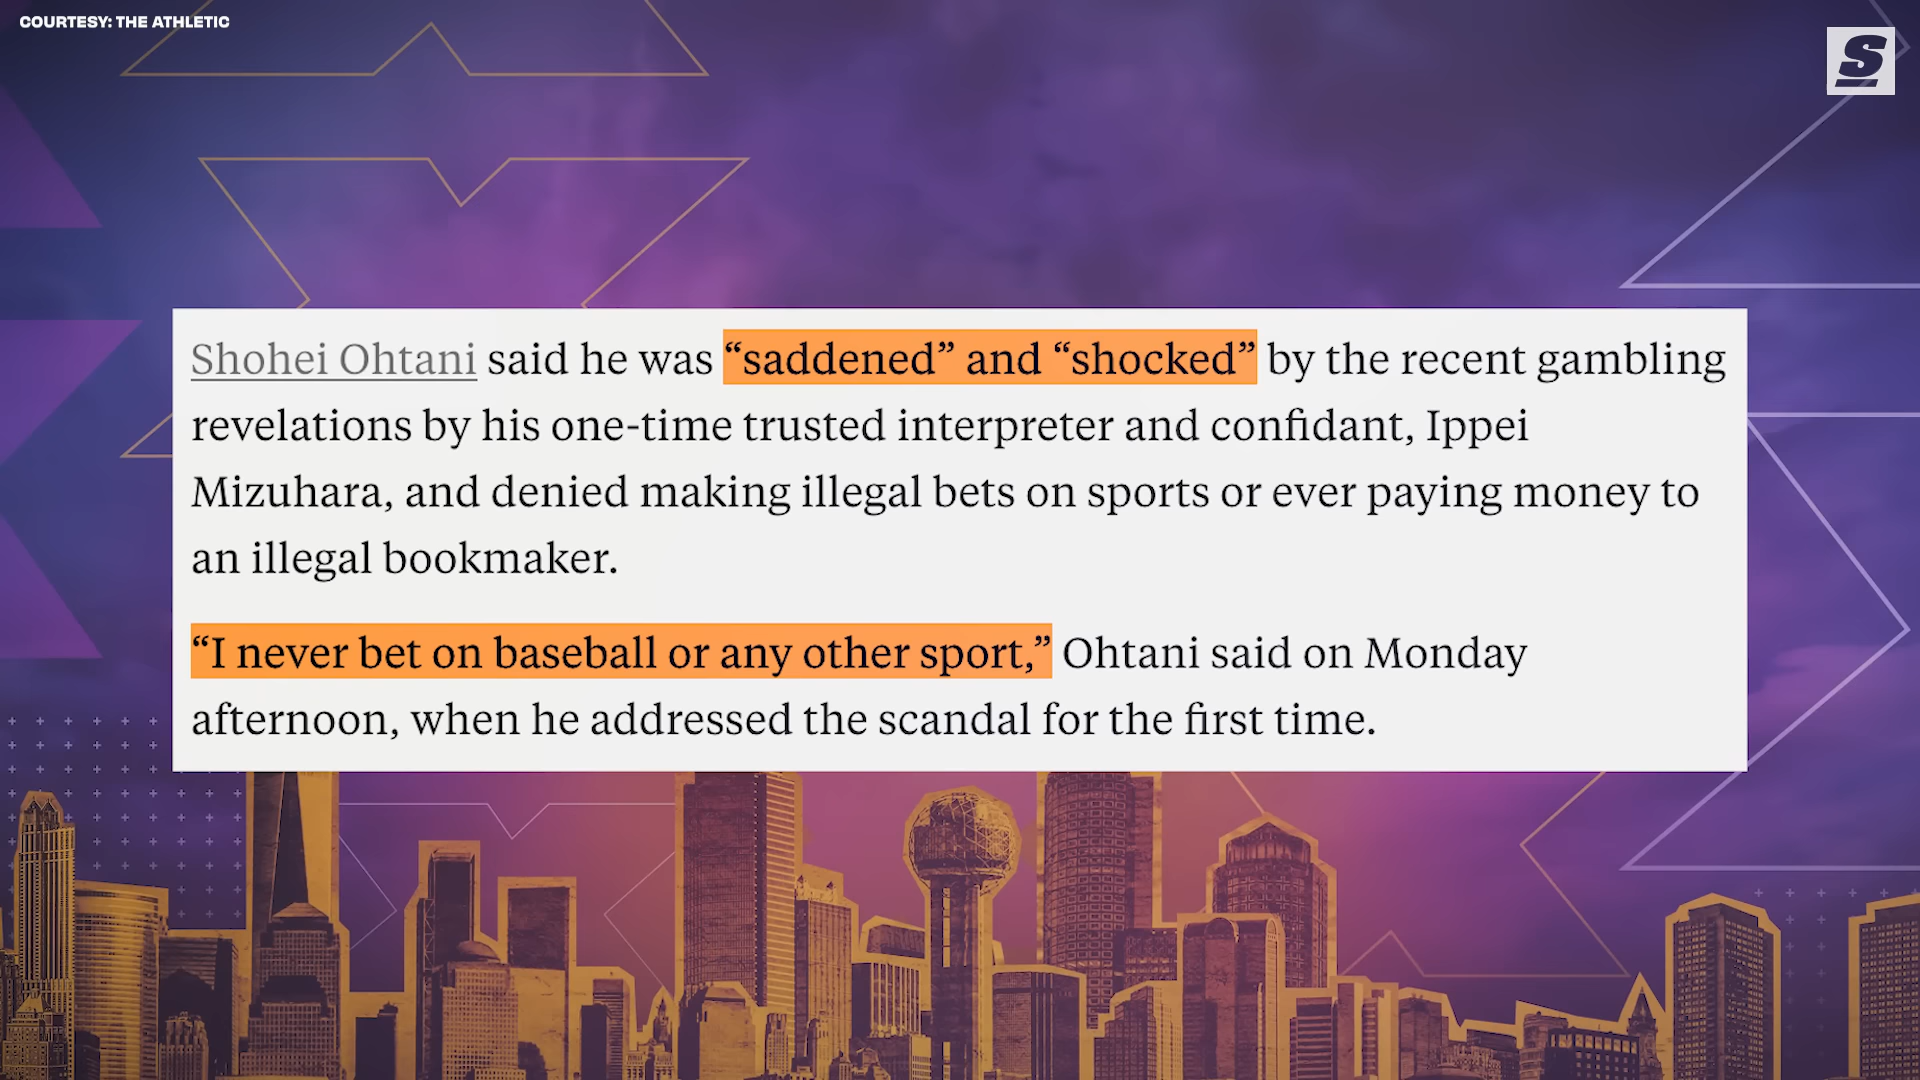 COURTESY: THE ATHLETIC
S
Shohei Ohtani said he was “saddened” and “shocked” by the recent gambling
revelations by his one-time trusted interpreter and confidant, Ippei
Mizuhara, and denied making illegal bets on sports or ever paying money to
an illegal bookmaker.
“I never bet on baseball or any other sport,” Ohtani said on Monday
afternoon, when he addressed the scandal for the first time.